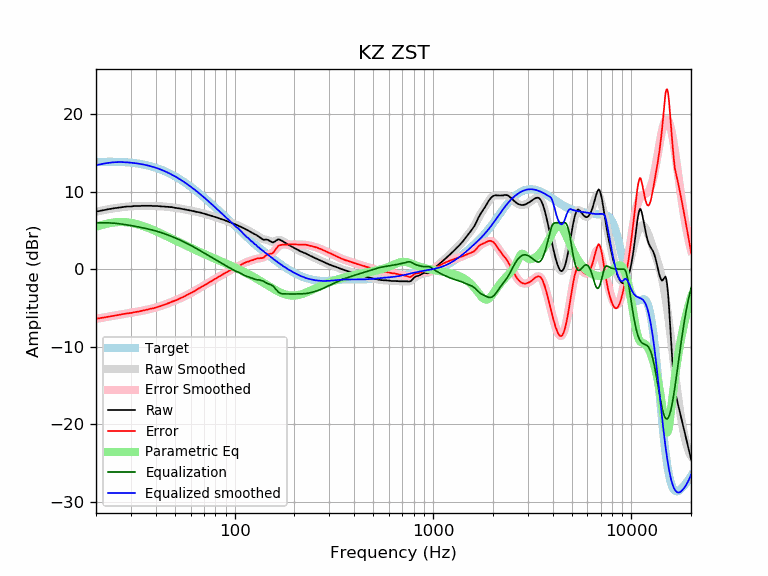 KZ ZST
Amplitude (dBr)
20
10
0
−10
−20
−30
Target
Raw Smoothed
Error Smoothed
Raw
Error
Parametric Eq
Equalization
Equalized smoothed
100
1000
10000
Frequency (Hz)